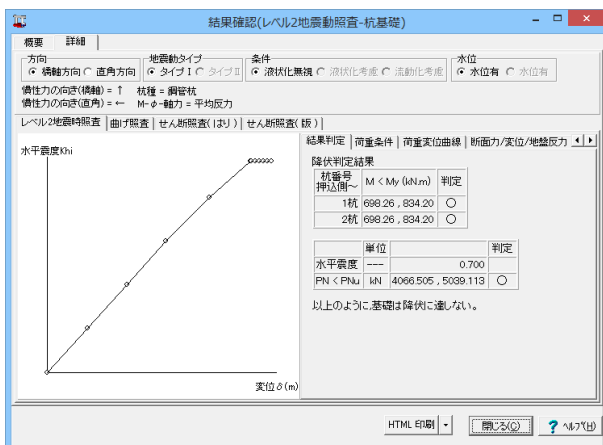 結果確認(レベル2地震動照査-杭基礎)
概要 詳細
方向 地震動タイプ 条件 水位
橋軸方向 直角方向 タイプⅠ タイプⅡ 液状化無視 液状化考慮 流動化考慮 水位有 水位有
慣性力の向き(橋軸) = ↑ 杭種 = 鋼管杭
慣性力の向き(直角) = ← M-φ-軸力 = 平均反力
レベル2地震時照査 曲げ照査 せん断照査(はり) せん断照査(版)
結果判定 荷重条件 荷重変位曲線 断面力/変位/地盤反力
水平震度Khi
降伏判定結果
杭番号 押込側～ M < My (kN.m) 判定
1杭 698.26 , 834.20 ○
2杭 698.26 , 834.20 ○
単位 判定
水平震度 --- 0.700
PN < PNu kN 4066.505 , 5039.113 ○
以上のように、基礎は降伏に達しない。
変位δ(m)
HTML 印刷 閉じる(C) ? ヘルプ(H)